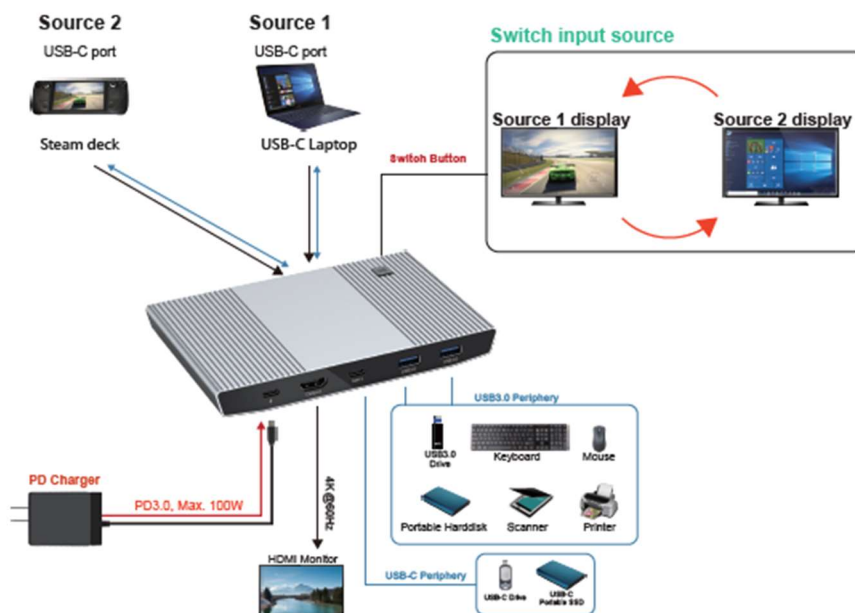 Source 2
USB-C port
Steam deck
Source 1
USB-C port
USB-C Laptop
Switch Button
Switch input source
Source 1 display
Source 2 display
USB3.0 Periphery
USB3.0
Drive
Keyboard
Mouse
Portable Harddisk
Scanner
Printer
PD Charger
PD3.0, Max. 100W
4K@60Hz
HDMI Monitor
USB-C Periphery
USB-C Drive
USB-C
Portable SSD